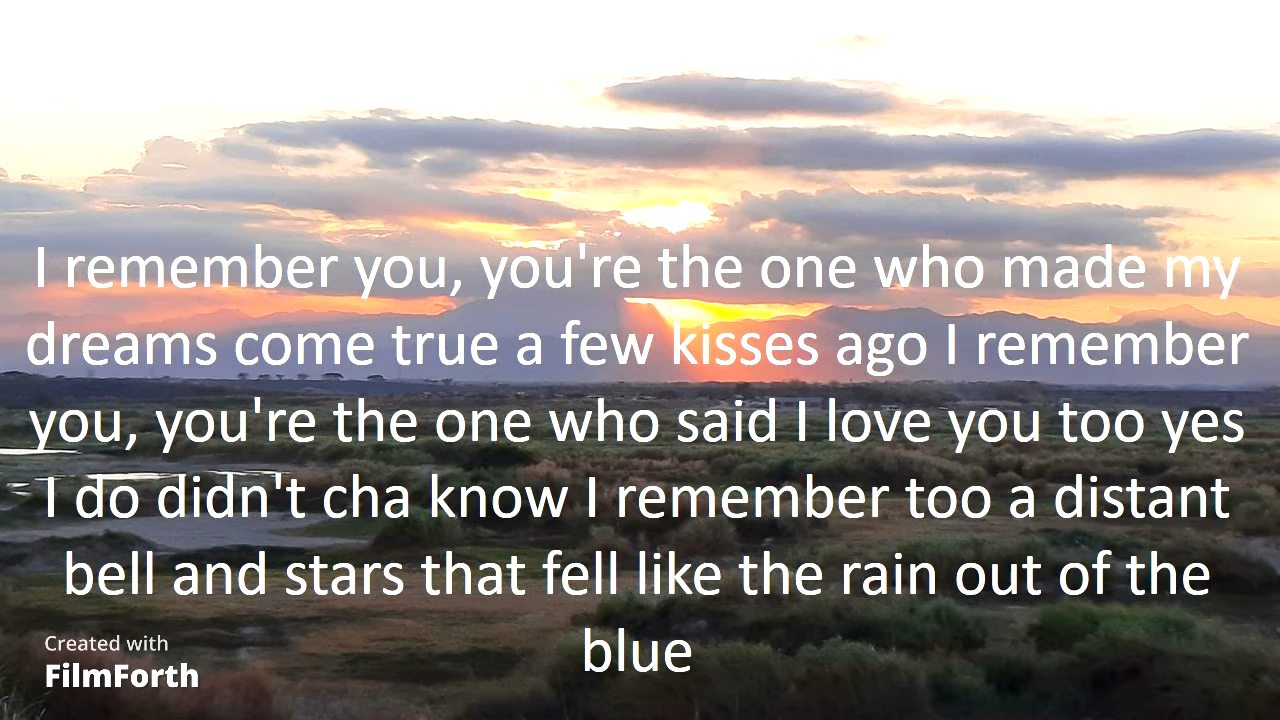 I remember you, you're the one who made my
dreams come true a few kisses ago I remember
you, you're the one who said I love you too yes
I do didn't cha know I remember too a distant
bell and stars that fell like the rain out of the
blue
Created with
FilmForth